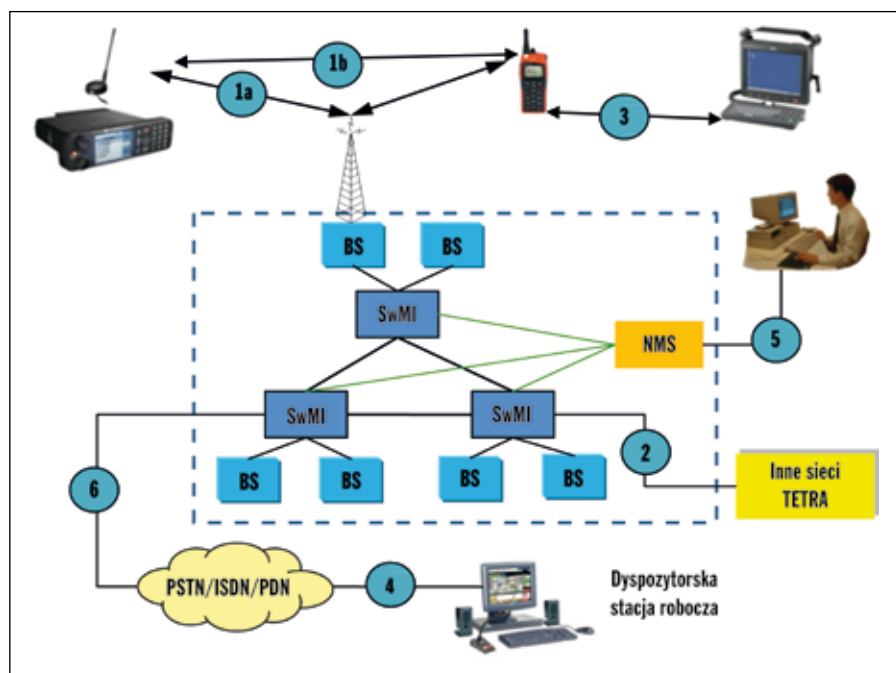 1b
1a
3
BS
BS
SwMI
NMS
5
SwMI
SwMI
2
BS
BS
BS
BS
6
Inne sieci
TETRA
PSTN/ISDN/PDN
4
Dyspozytorska
stacja robocza